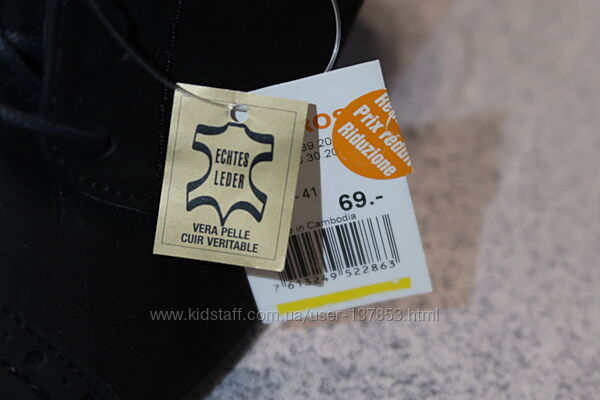 ECHTES
LEDER
VERA PELLE
CUIR VERITABLE
Prix
Riduzione
41
69.-
in Cambodia
7 613249 522863
www.kidstaff.com.ua/user-137853.html